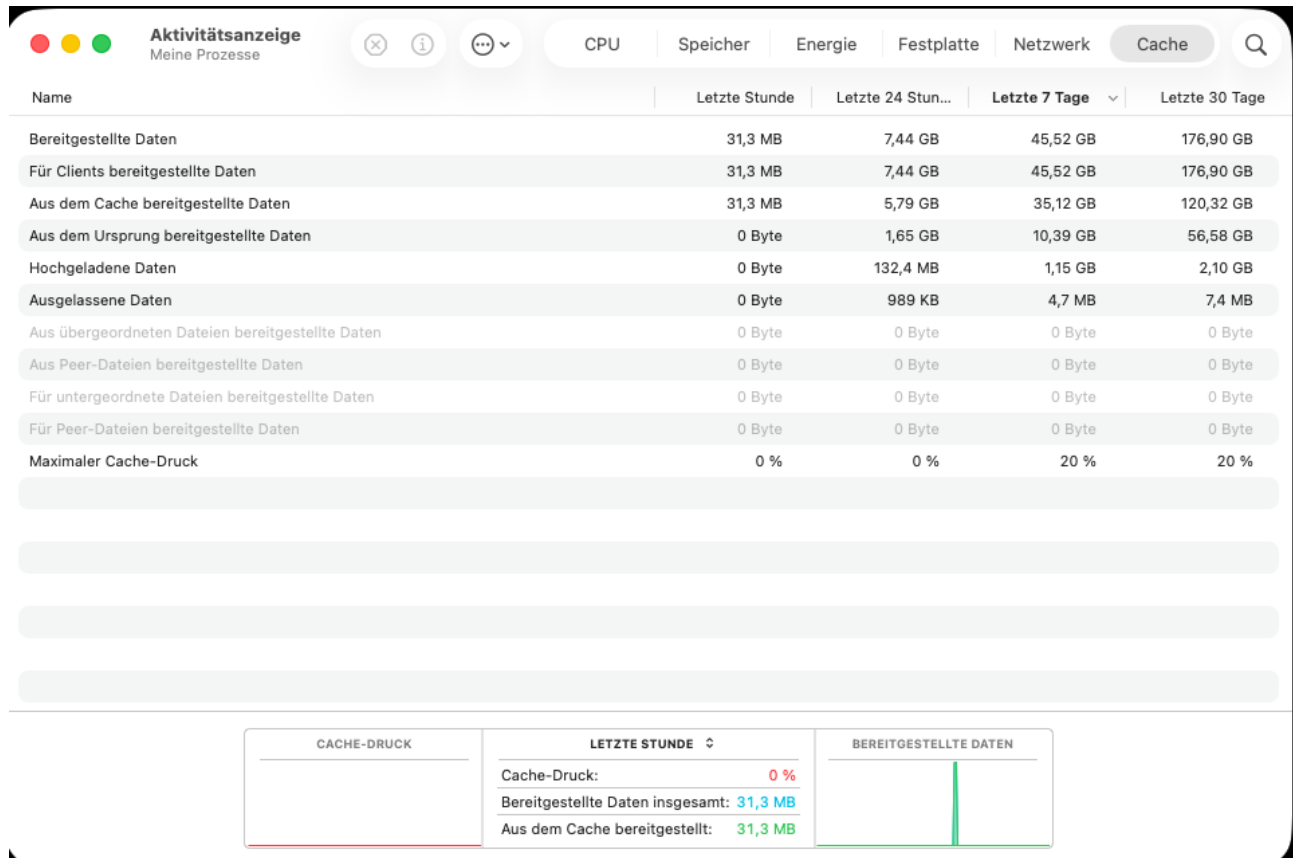 Aktivitätsanzeige
Meine Prozesse
CPU Speicher Energie Festplatte Netzwerk Cache
Name Letzte Stunde Letzte 24 Stun... Letzte 7 Tage Letzte 30 Tage
Bereitgestellte Daten 31,3 MB 7,44 GB 45,52 GB 176,90 GB
Für Clients bereitgestellte Daten 31,3 MB 7,44 GB 45,52 GB 176,90 GB
Aus dem Cache bereitgestellte Daten 31,3 MB 5,79 GB 35,12 GB 120,32 GB
Aus dem Ursprung bereitgestellte Daten 0 Byte 1,65 GB 10,39 GB 56,58 GB
Hochgeladene Daten 0 Byte 132,4 MB 1,15 GB 2,10 GB
Ausgelassene Daten 0 Byte 989 KB 4,7 MB 7,4 MB
Aus übergeordneten Dateien bereitgestellte Daten 0 Byte 0 Byte 0 Byte 0 Byte
Aus Peer-Dateien bereitgestellte Daten 0 Byte 0 Byte 0 Byte 0 Byte
Für untergeordnete Dateien bereitgestellte Daten 0 Byte 0 Byte 0 Byte 0 Byte
Für Peer-Dateien bereitgestellte Daten 0 Byte 0 Byte 0 Byte 0 Byte
Maximaler Cache-Druck 0 % 0 % 20 % 20 %
CACHE-DRUCK LETZTE STUNDE BEREITGESTELLTE DATEN
Cache-Druck: 0 %
Bereitgestellte Daten insgesamt: 31,3 MB
Aus dem Cache bereitgestellt: 31,3 MB